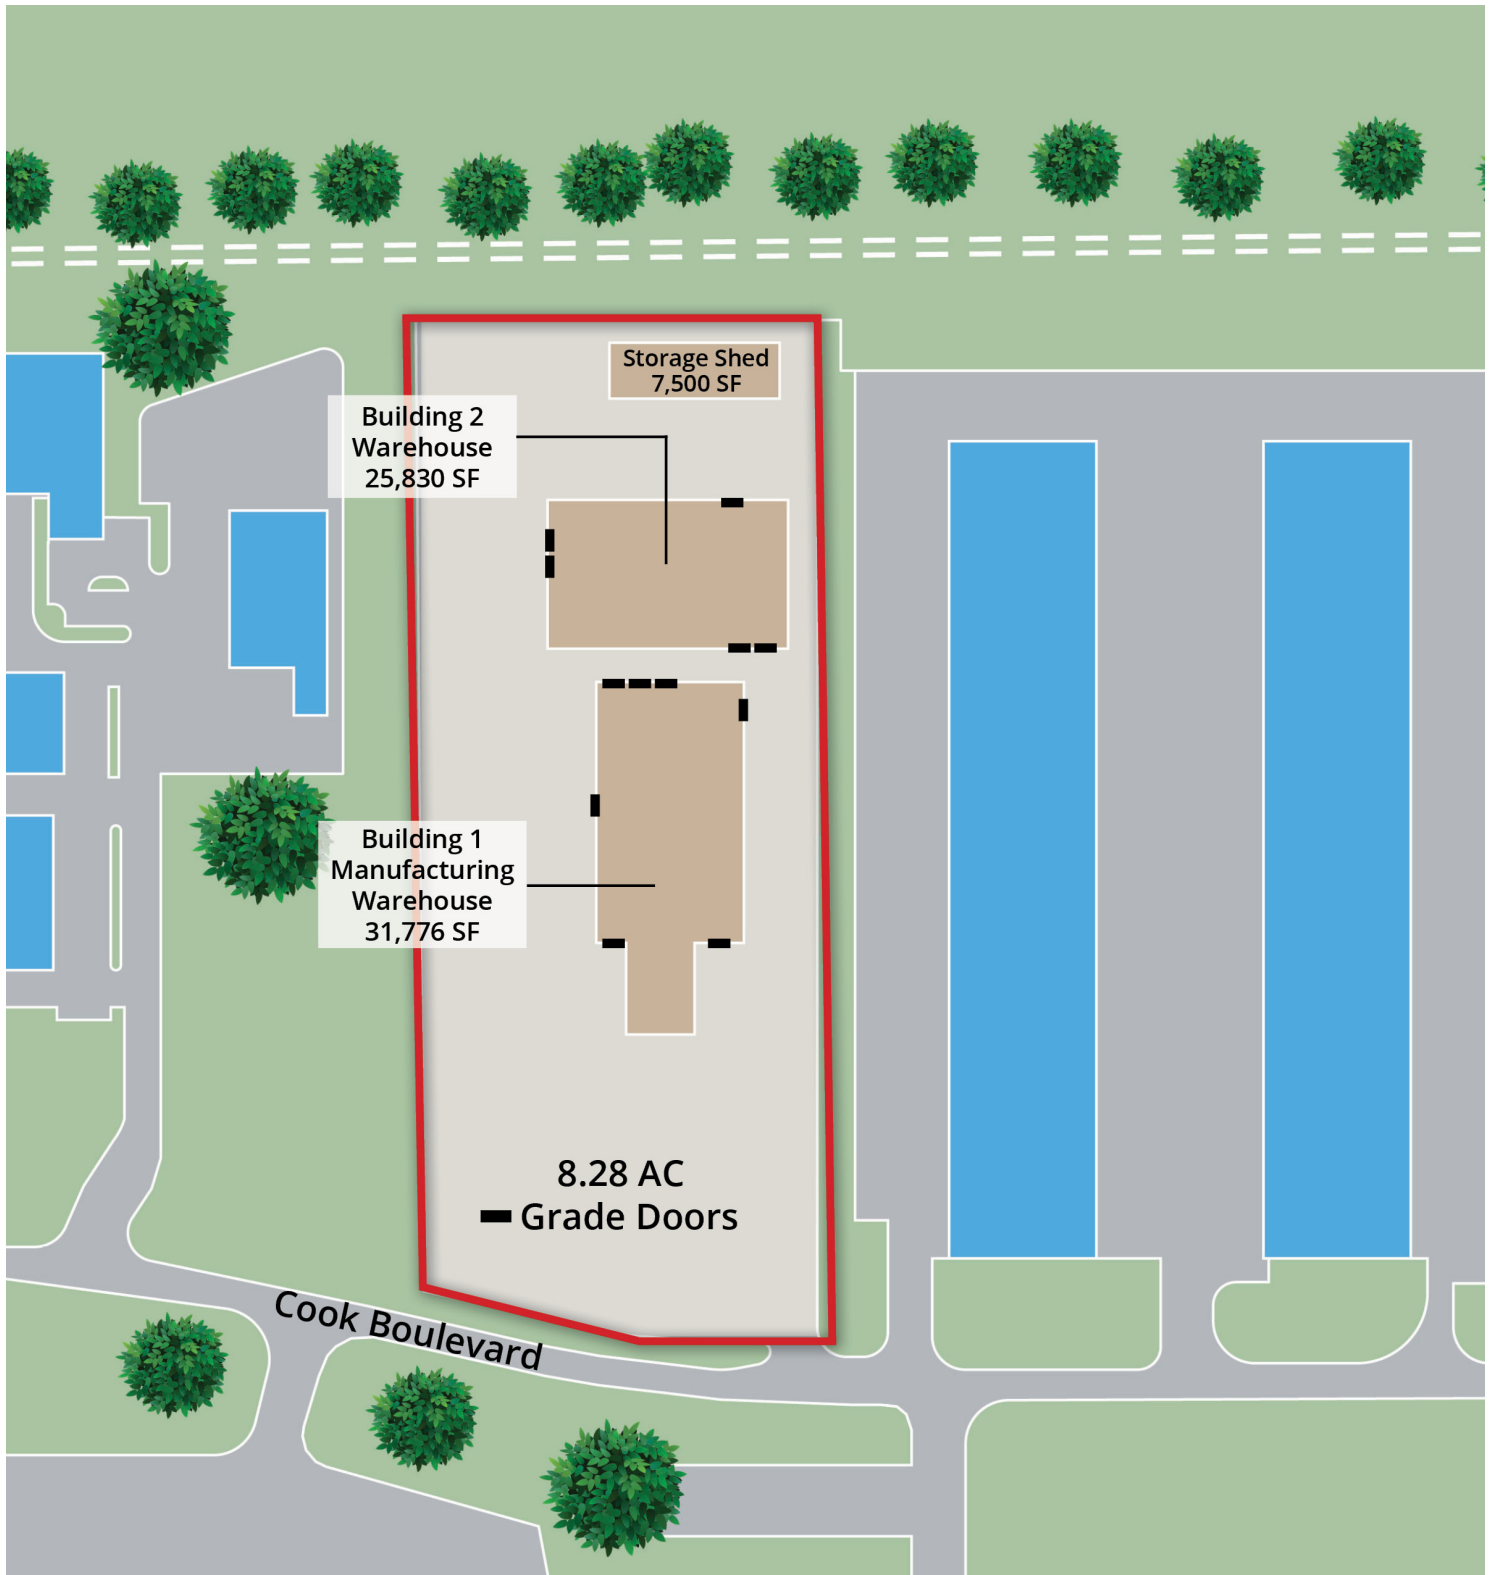 Storage Shed
7,500 SF
Building 2
Warehouse
25,830 SF
Building 1
Manufacturing
Warehouse
31,776 SF
8.28 AC
Grade Doors
Cook Boulevard